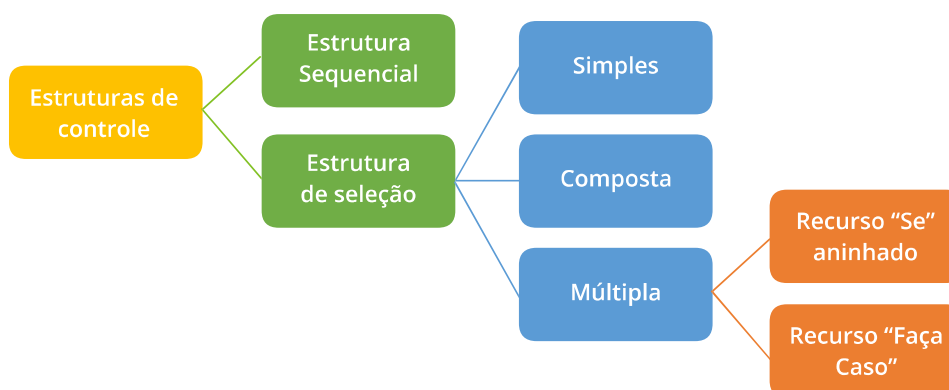 Estruturas de
controle
Estrutura
Sequencial
Estrutura
de seleção
Simples
Composta
Múltipla
Recurso “Se”
aninhado
Recurso “Faça
Caso”